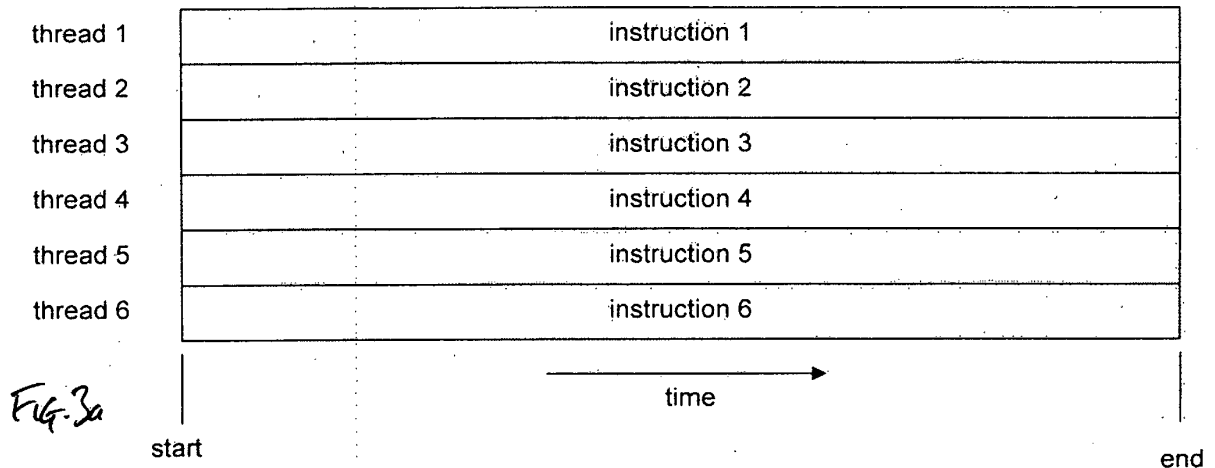 thread 1 instruction 1
thread 2 instruction 2
thread 3 instruction 3
thread 4 instruction 4
thread 5 instruction 5
thread 6 instruction 6
time
FIG. 3a
start
end